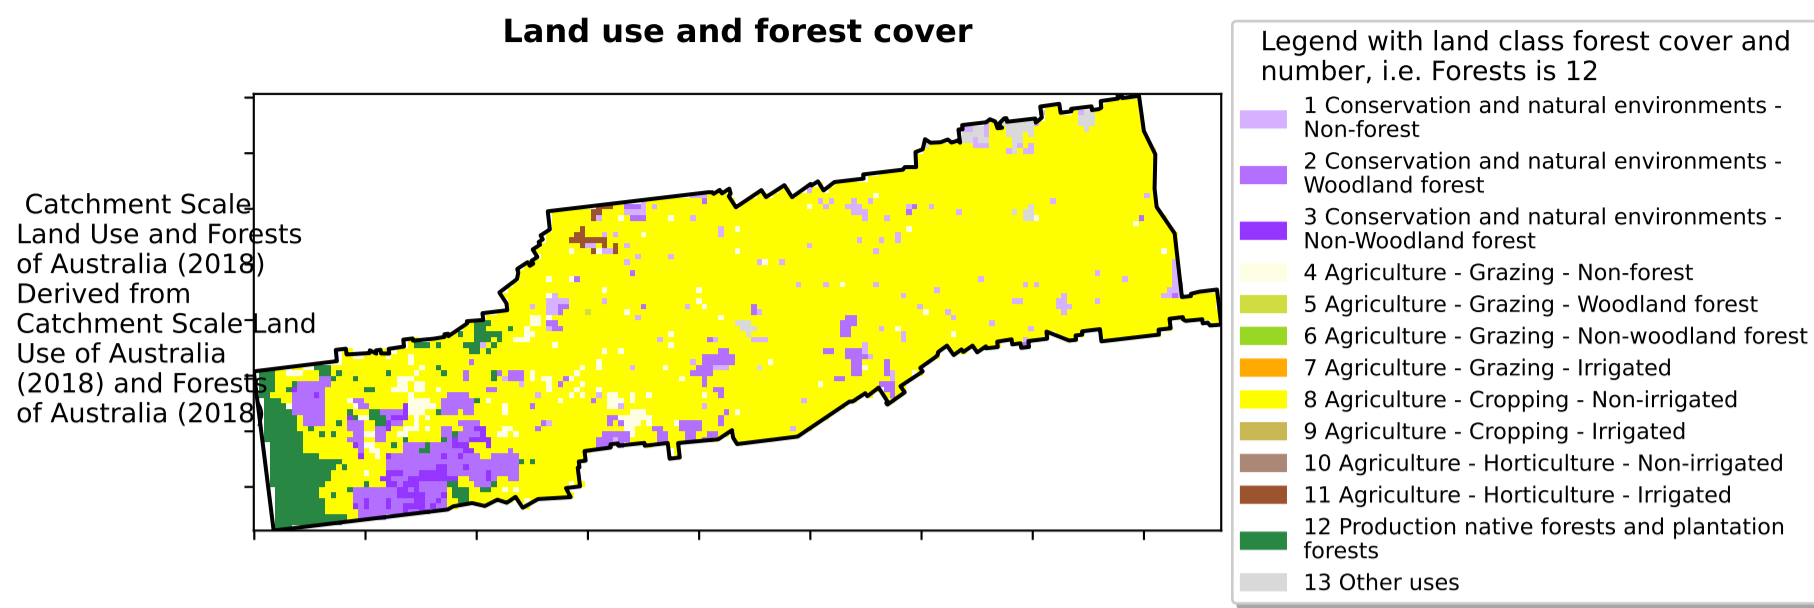 Land use and forest cover
Catchment Scale
Land Use and Forests
of Australia (2018)
Derived from
Catchment Scale Land
Use of Australia
(2018) and Forests
of Australia (2018)
Legend with land class forest cover and
number, i.e. Forests is 12
1 Conservation and natural environments -
Non-forest
2 Conservation and natural environments -
Woodland forest
3 Conservation and natural environments -
Non-Woodland forest
4 Agriculture - Grazing - Non-forest
5 Agriculture - Grazing - Woodland forest
6 Agriculture - Grazing - Non-woodland forest
7 Agriculture - Grazing - Irrigated
8 Agriculture - Cropping - Non-irrigated
9 Agriculture - Cropping - Irrigated
10 Agriculture - Horticulture - Non-irrigated
11 Agriculture - Horticulture - Irrigated
12 Production native forests and plantation
forests
13 Other uses